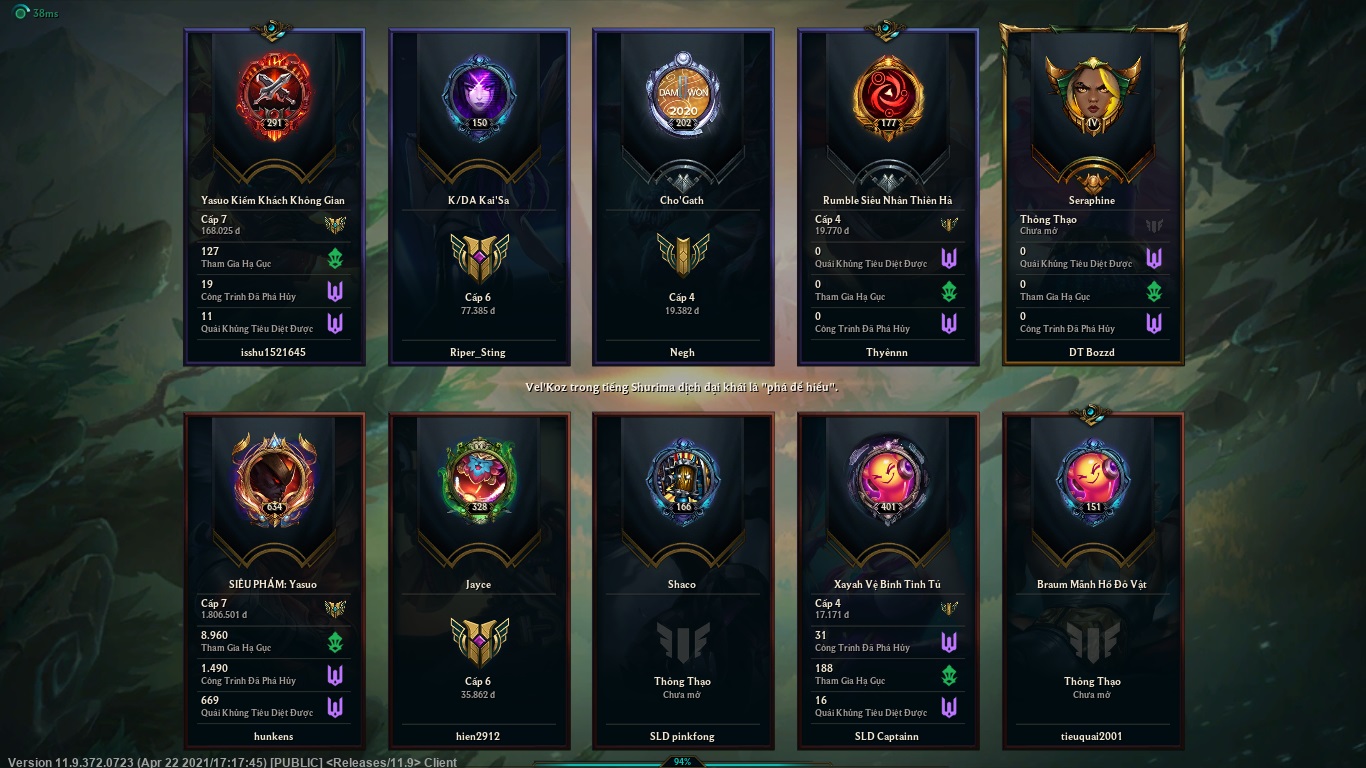 38ms
291
Yasuo Kiếm Khách Không Gian
Cấp 7
168.025 đ
127
Tham Gia Hạ Gục
19
Công Trình Đã Phá Hủy
11
Quái Khủng Tiêu Diệt Được
isshu1521645
150
K/DA Kai'Sa
Cấp 6
77.385 đ
Riper_Sting
DAMWON
2020
202
Cho'Gath
Cấp 4
19.382 đ
Negh
177
Rumble Siêu Nhân Thiên Hà
Cấp 4
19.770 đ
0
Quái Khủng Tiêu Diệt Được
0
Tham Gia Hạ Gục
0
Công Trình Đã Phá Hủy
Thyênnn
IV
Seraphine
Thông Thạo
Chưa mở
0
Quái Khủng Tiêu Diệt Được
0
Tham Gia Hạ Gục
0
Công Trình Đã Phá Hủy
DT Bozzd
Vel'Koz trong tiếng Shurima dịch đại khái là "phá để hiểu".
634
SIÊU PHẨM: Yasuo
Cấp 7
1.806.501 đ
8.960
Tham Gia Hạ Gục
1.490
Công Trình Đã Phá Hủy
669
Quái Khủng Tiêu Diệt Được
hunkens
328
Jayce
Cấp 6
35.862 đ
hien2912
166
Shaco
Thông Thạo
Chưa mở
SLD pinkfong
401
Xayah Vệ Binh Tinh Tú
Cấp 4
17.171 đ
31
Công Trình Đã Phá Hủy
188
Tham Gia Hạ Gục
16
Quái Khủng Tiêu Diệt Được
SLD Captainn
151
Braum Mãnh Hổ Đô Vật
Thông Thạo
Chưa mở
tieuquai2001
94%
Version 11.9.372.0723 (Apr 22 2021/17:17:45) [PUBLIC] <Releases/11.9> Client